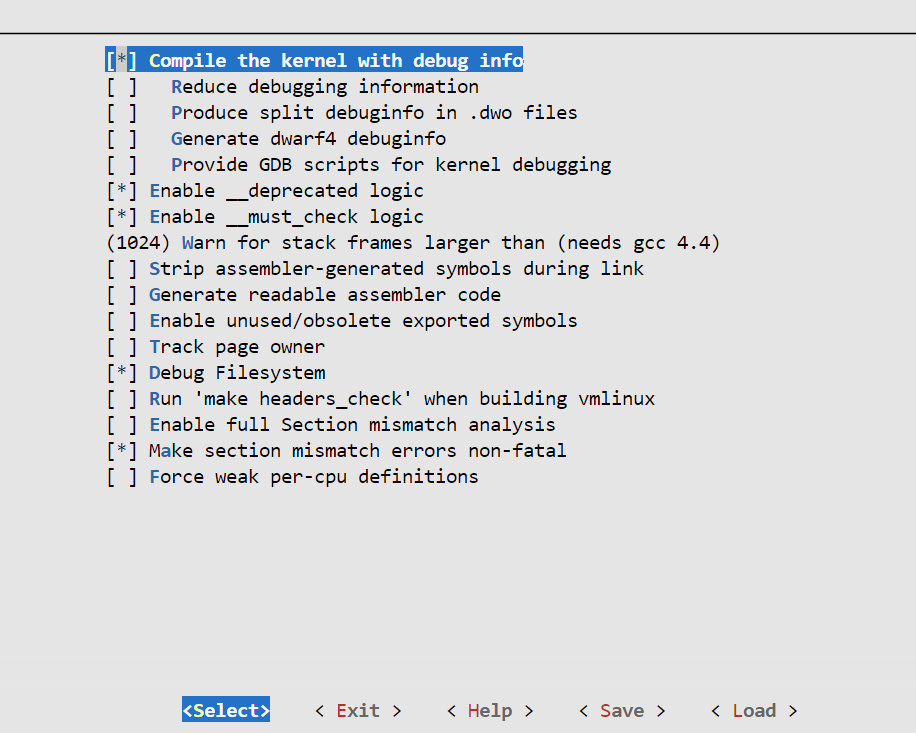 [*] Compile the kernel with debug info
[ ]   Reduce debugging information
[ ]   Produce split debuginfo in .dwo files
[ ]   Generate dwarf4 debuginfo
[ ]   Provide GDB scripts for kernel debugging
[*] Enable __deprecated logic
[*] Enable __must_check logic
(1024) Warn for stack frames larger than (needs gcc 4.4)
[ ] Strip assembler-generated symbols during link
[ ] Generate readable assembler code
[ ] Enable unused/obsolete exported symbols
[ ] Track page owner
[*] Debug Filesystem
[ ] Run 'make headers_check' when building vmlinux
[ ] Enable full Section mismatch analysis
[*] Make section mismatch errors non-fatal
[ ] Force weak per-cpu definitions
<Select>    < Exit >    < Help >    < Save >    < Load >